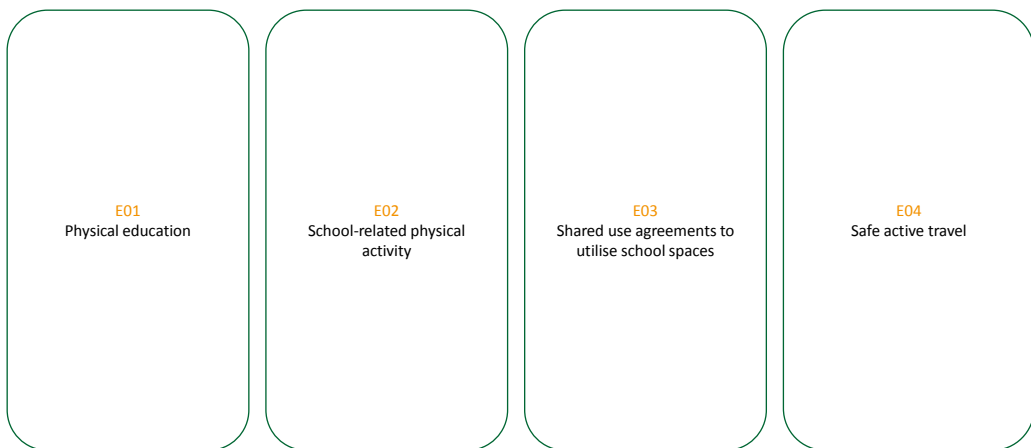 E01
Physical education
E02
School-related physical
activity
E03
Shared use agreements to
utilise school spaces
E04
Safe active travel